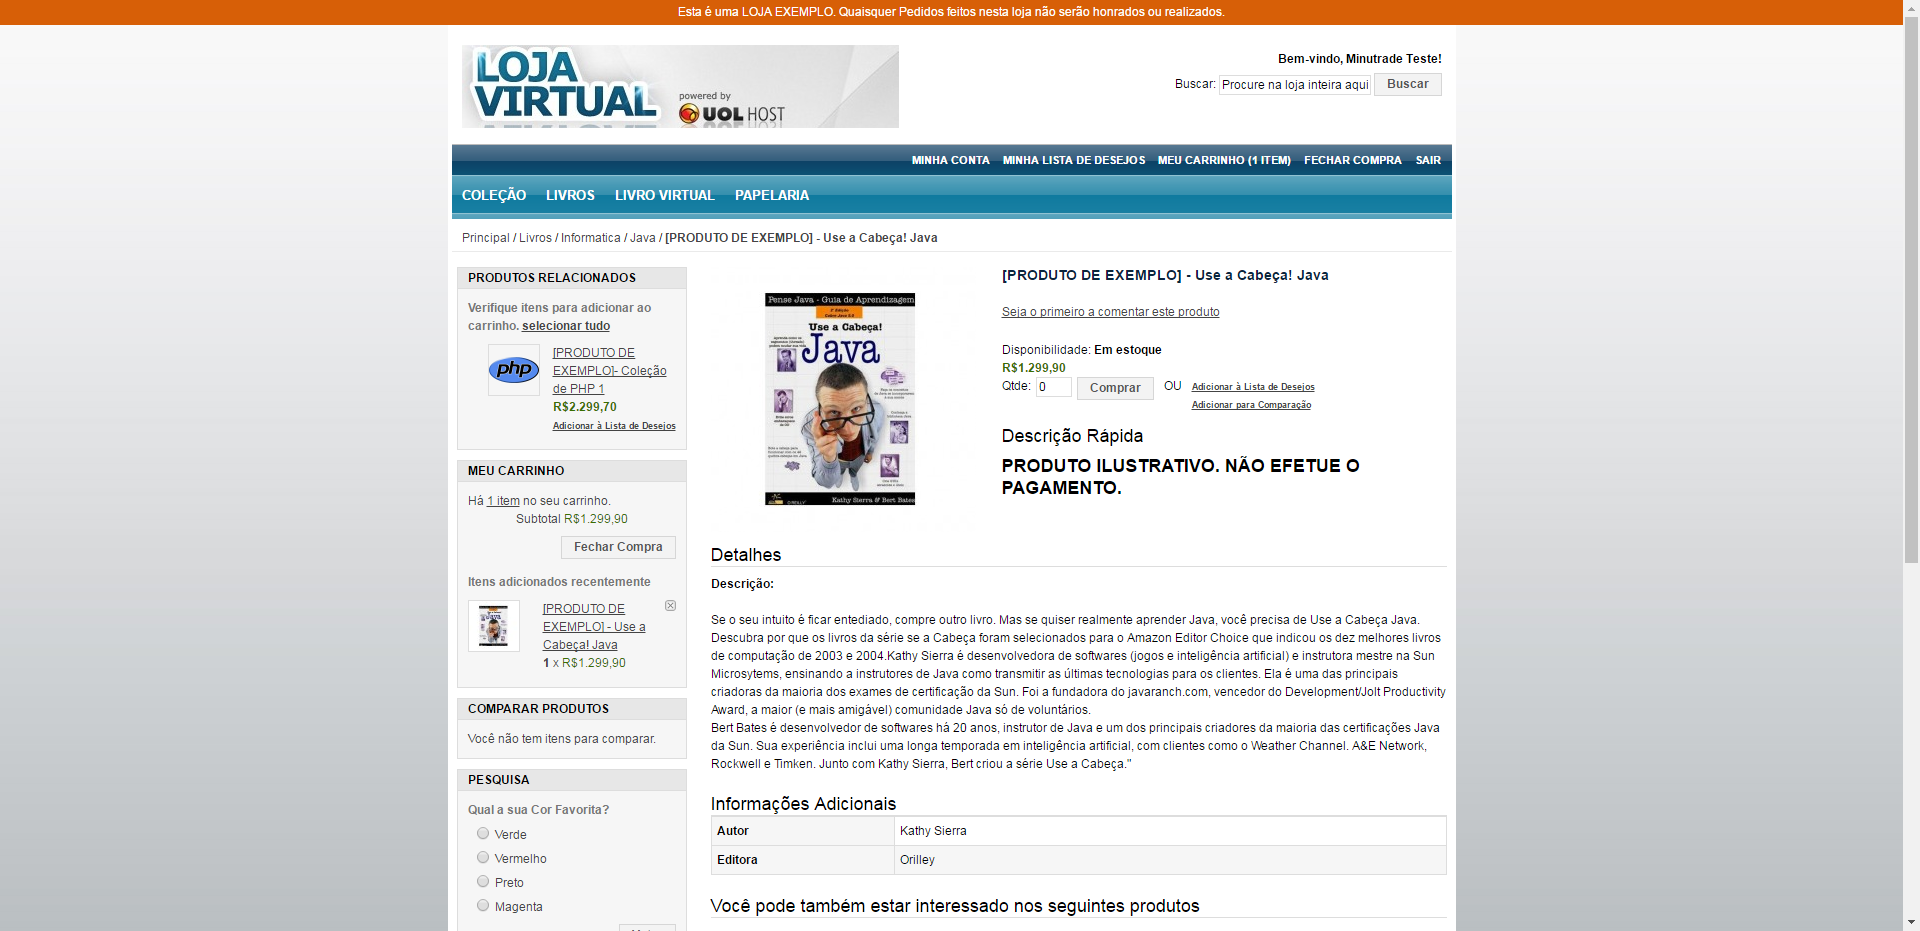 Esta é uma LOJA EXEMPLO. Quaisquer Pedidos feitos nesta loja não serão honrados ou realizados.
LOJA
VIRTUAL
powered by
UOL HOST
Bem-vindo, Minutrade Teste!
Buscar: Procure na loja inteira aqui Buscar
MINHA CONTA MINHA LISTA DE DESEJOS MEU CARRINHO (1 ITEM) FECHAR COMPRA SAIR
COLEÇÃO LIVROS LIVRO VIRTUAL PAPELARIA
Principal / Livros / Informatica / Java / [PRODUTO DE EXEMPLO] - Use a Cabeça! Java
PRODUTOS RELACIONADOS
Verifique itens para adicionar ao
carrinho. selecionar tudo
php
[PRODUTO DE
EXEMPLO]- Coleção
de PHP 1
R$2.299,70
Adicionar à Lista de Desejos
MEU CARRINHO
Há 1 item no seu carrinho.
Subtotal R$1.299,90
Fechar Compra
Itens adicionados recentemente
[PRODUTO DE
EXEMPLO] - Use a
Cabeça! Java
1 x R$1.299,90
COMPARAR PRODUTOS
Você não tem itens para comparar.
PESQUISA
Qual a sua Cor Favorita?
Verde
Vermelho
Preto
Magenta
Pense Java - Guia de Aprendizagem
Use a Cabeça!
Java
Kathy Sierra & Bert Bates
[PRODUTO DE EXEMPLO] - Use a Cabeça! Java
Seja o primeiro a comentar este produto
Disponibilidade: Em estoque
R$1.299,90
Qtde: 0 Comprar OU Adicionar à Lista de Desejos
Adicionar para Comparação
Descrição Rápida
PRODUTO ILUSTRATIVO. NÃO EFETUE O
PAGAMENTO.
Detalhes
Descrição:
Se o seu intuito é ficar entediado, compre outro livro. Mas se quiser realmente aprender Java, você precisa de Use a Cabeça Java.
Descubra por que os livros da série se a Cabeça foram selecionados para o Amazon Editor Choice que indicou os dez melhores livros
de computação de 2003 e 2004.Kathy Sierra é desenvolvedora de softwares (jogos e inteligência artificial) e instrutora mestre na Sun
Microsytems, ensinando a instrutores de Java como transmitir as últimas tecnologias para os clientes. Ela é uma das principais
criadoras da maioria dos exames de certificação da Sun. Foi a fundadora do javaranch.com, vencedor do Development/Jolt Productivity
Award, a maior (e mais amigável) comunidade Java só de voluntários.
Bert Bates é desenvolvedor de softwares há 20 anos, instrutor de Java e um dos principais criadores da maioria das certificações Java
da Sun. Sua experiência inclui uma longa temporada em inteligência artificial, com clientes como o Weather Channel. A&E Network,
Rockwell e Timken. Junto com Kathy Sierra, Bert criou a série Use a Cabeça."
Informações Adicionais
Autor Kathy Sierra
Editora Orilley
Você pode também estar interessado nos seguintes produtos